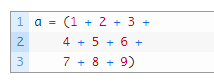 1 a = (1 + 2 + 3 +
2     4 + 5 + 6 +
3     7 + 8 + 9)